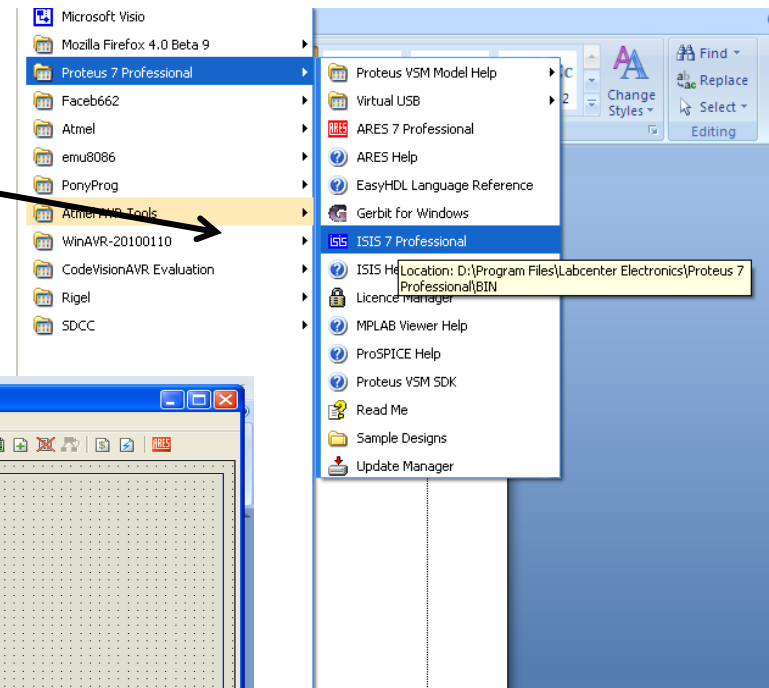 Microsoft Visio
Mozilla Firefox 4.0 Beta 9
Proteus 7 Professional
Faceb662
Atmel
emu8086
PonyProg
Atmel AVR Tools
WinAVR-20100110
CodeVisionAVR Evaluation
Rigel
SDCC
Proteus VSM Model Help
Virtual USB
ARES 7 Professional
ARES Help
EasyHDL Language Reference
Gerbit for Windows
ISIS 7 Professional
ISIS He
Location: D:\Program Files\Labcenter Electronics\Proteus 7
Professional\BIN
Licence Manager
MPLAB Viewer Help
ProSPICE Help
Proteus VSM SDK
Read Me
Sample Designs
Update Manager
Change
Styles
Find
Replace
Select
Editing
ARES